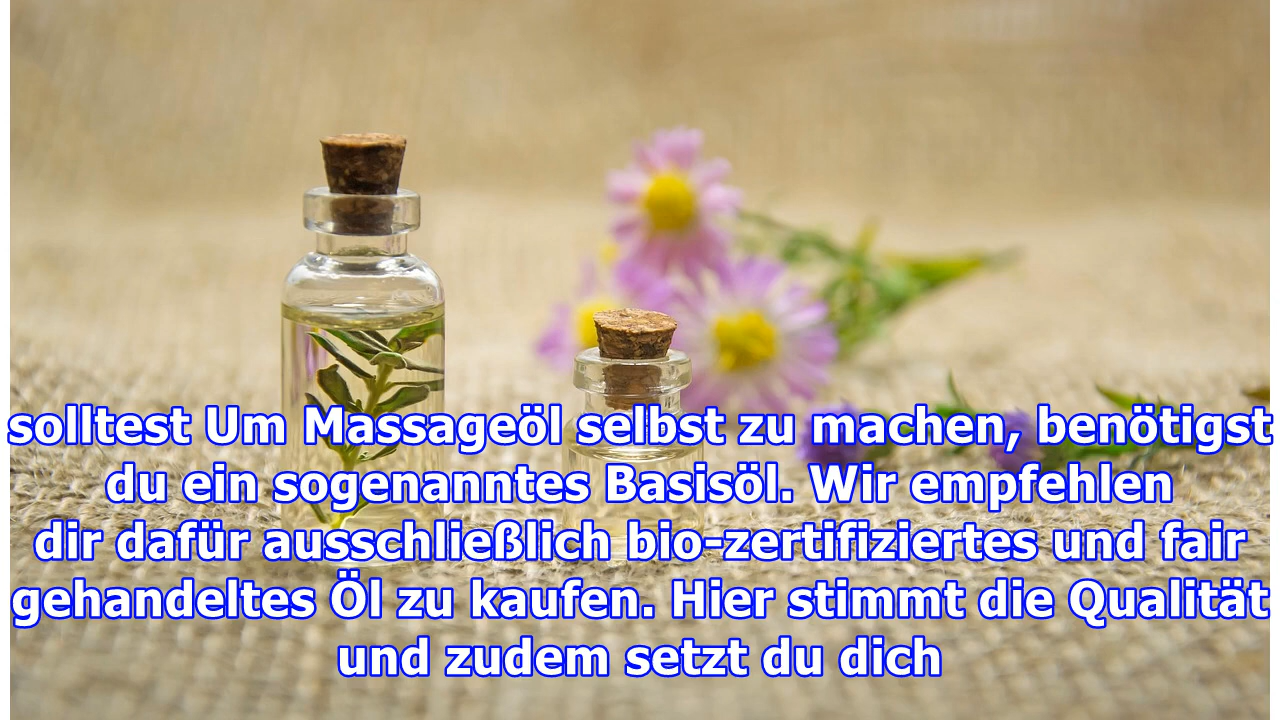 solltest Um Massageöl selbst zu machen, benötigst
du ein sogenanntes Basisöl. Wir empfehlen
dir dafür ausschließlich bio-zertifiziertes und fair
gehandeltes Öl zu kaufen. Hier stimmt die Qualität
und zudem setzt du dich